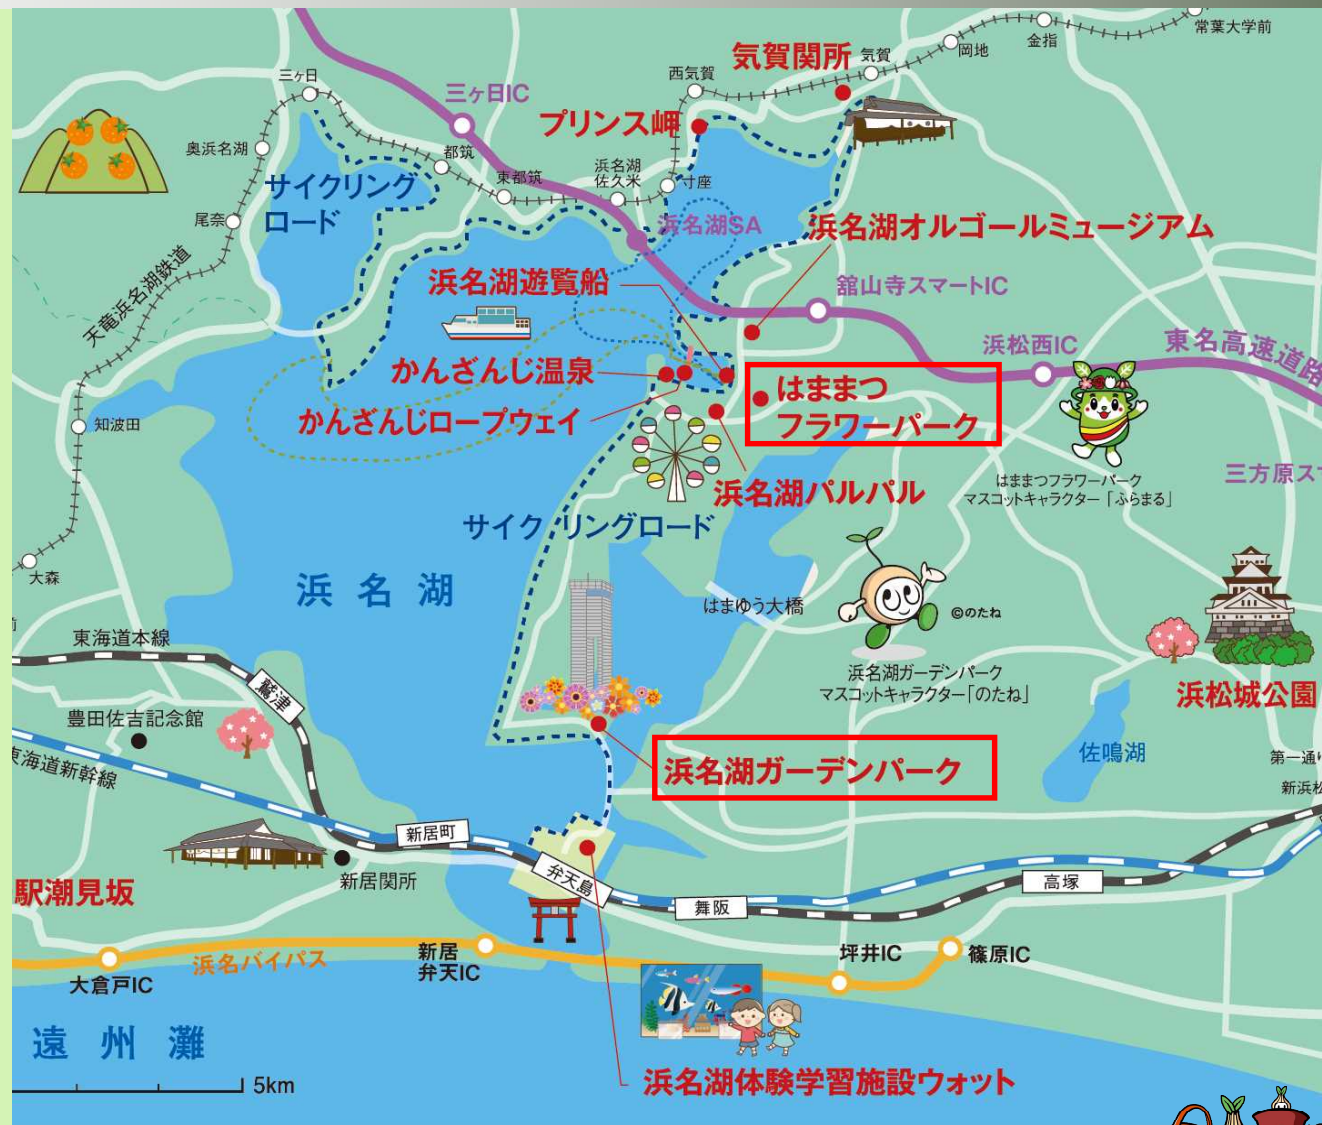 常葉大学前
金指
岡地
気賀
気賀関所
西気賀
三ヶ日
三ヶ日IC
プリンス岬
奥浜名湖
都筑
東都筑
浜名湖
佐久米
寸座
サイクリング
ロード
尾奈
浜名湖SA
浜名湖オルゴールミュージアム
天竜浜名湖鉄道
浜名湖遊覧船
舘山寺スマートIC
浜松西IC
東名高速道路
かんざんじ温泉
はままつ
フラワーパーク
かんざんじロープウェイ
知波田
はままつフラワーパーク
マスコットキャラクター「ふらまる」
三方原ス
浜名湖パルパル
サイクリングロード
大森
浜名湖
はまゆう大橋
©のたね
東海道本線
浜名湖ガーデンパーク
マスコットキャラクター「のたね」
鷲津
浜松城公園
豊田佐吉記念館
佐鳴湖
東海道新幹線
浜名湖ガーデンパーク
第一通り
新浜松
新居町
新居関所
弁天島
高塚
舞阪
駅潮見坂
新居
弁天IC
坪井IC
篠原IC
浜名バイパス
大倉戸IC
遠州灘
5km
浜名湖体験学習施設ウォット